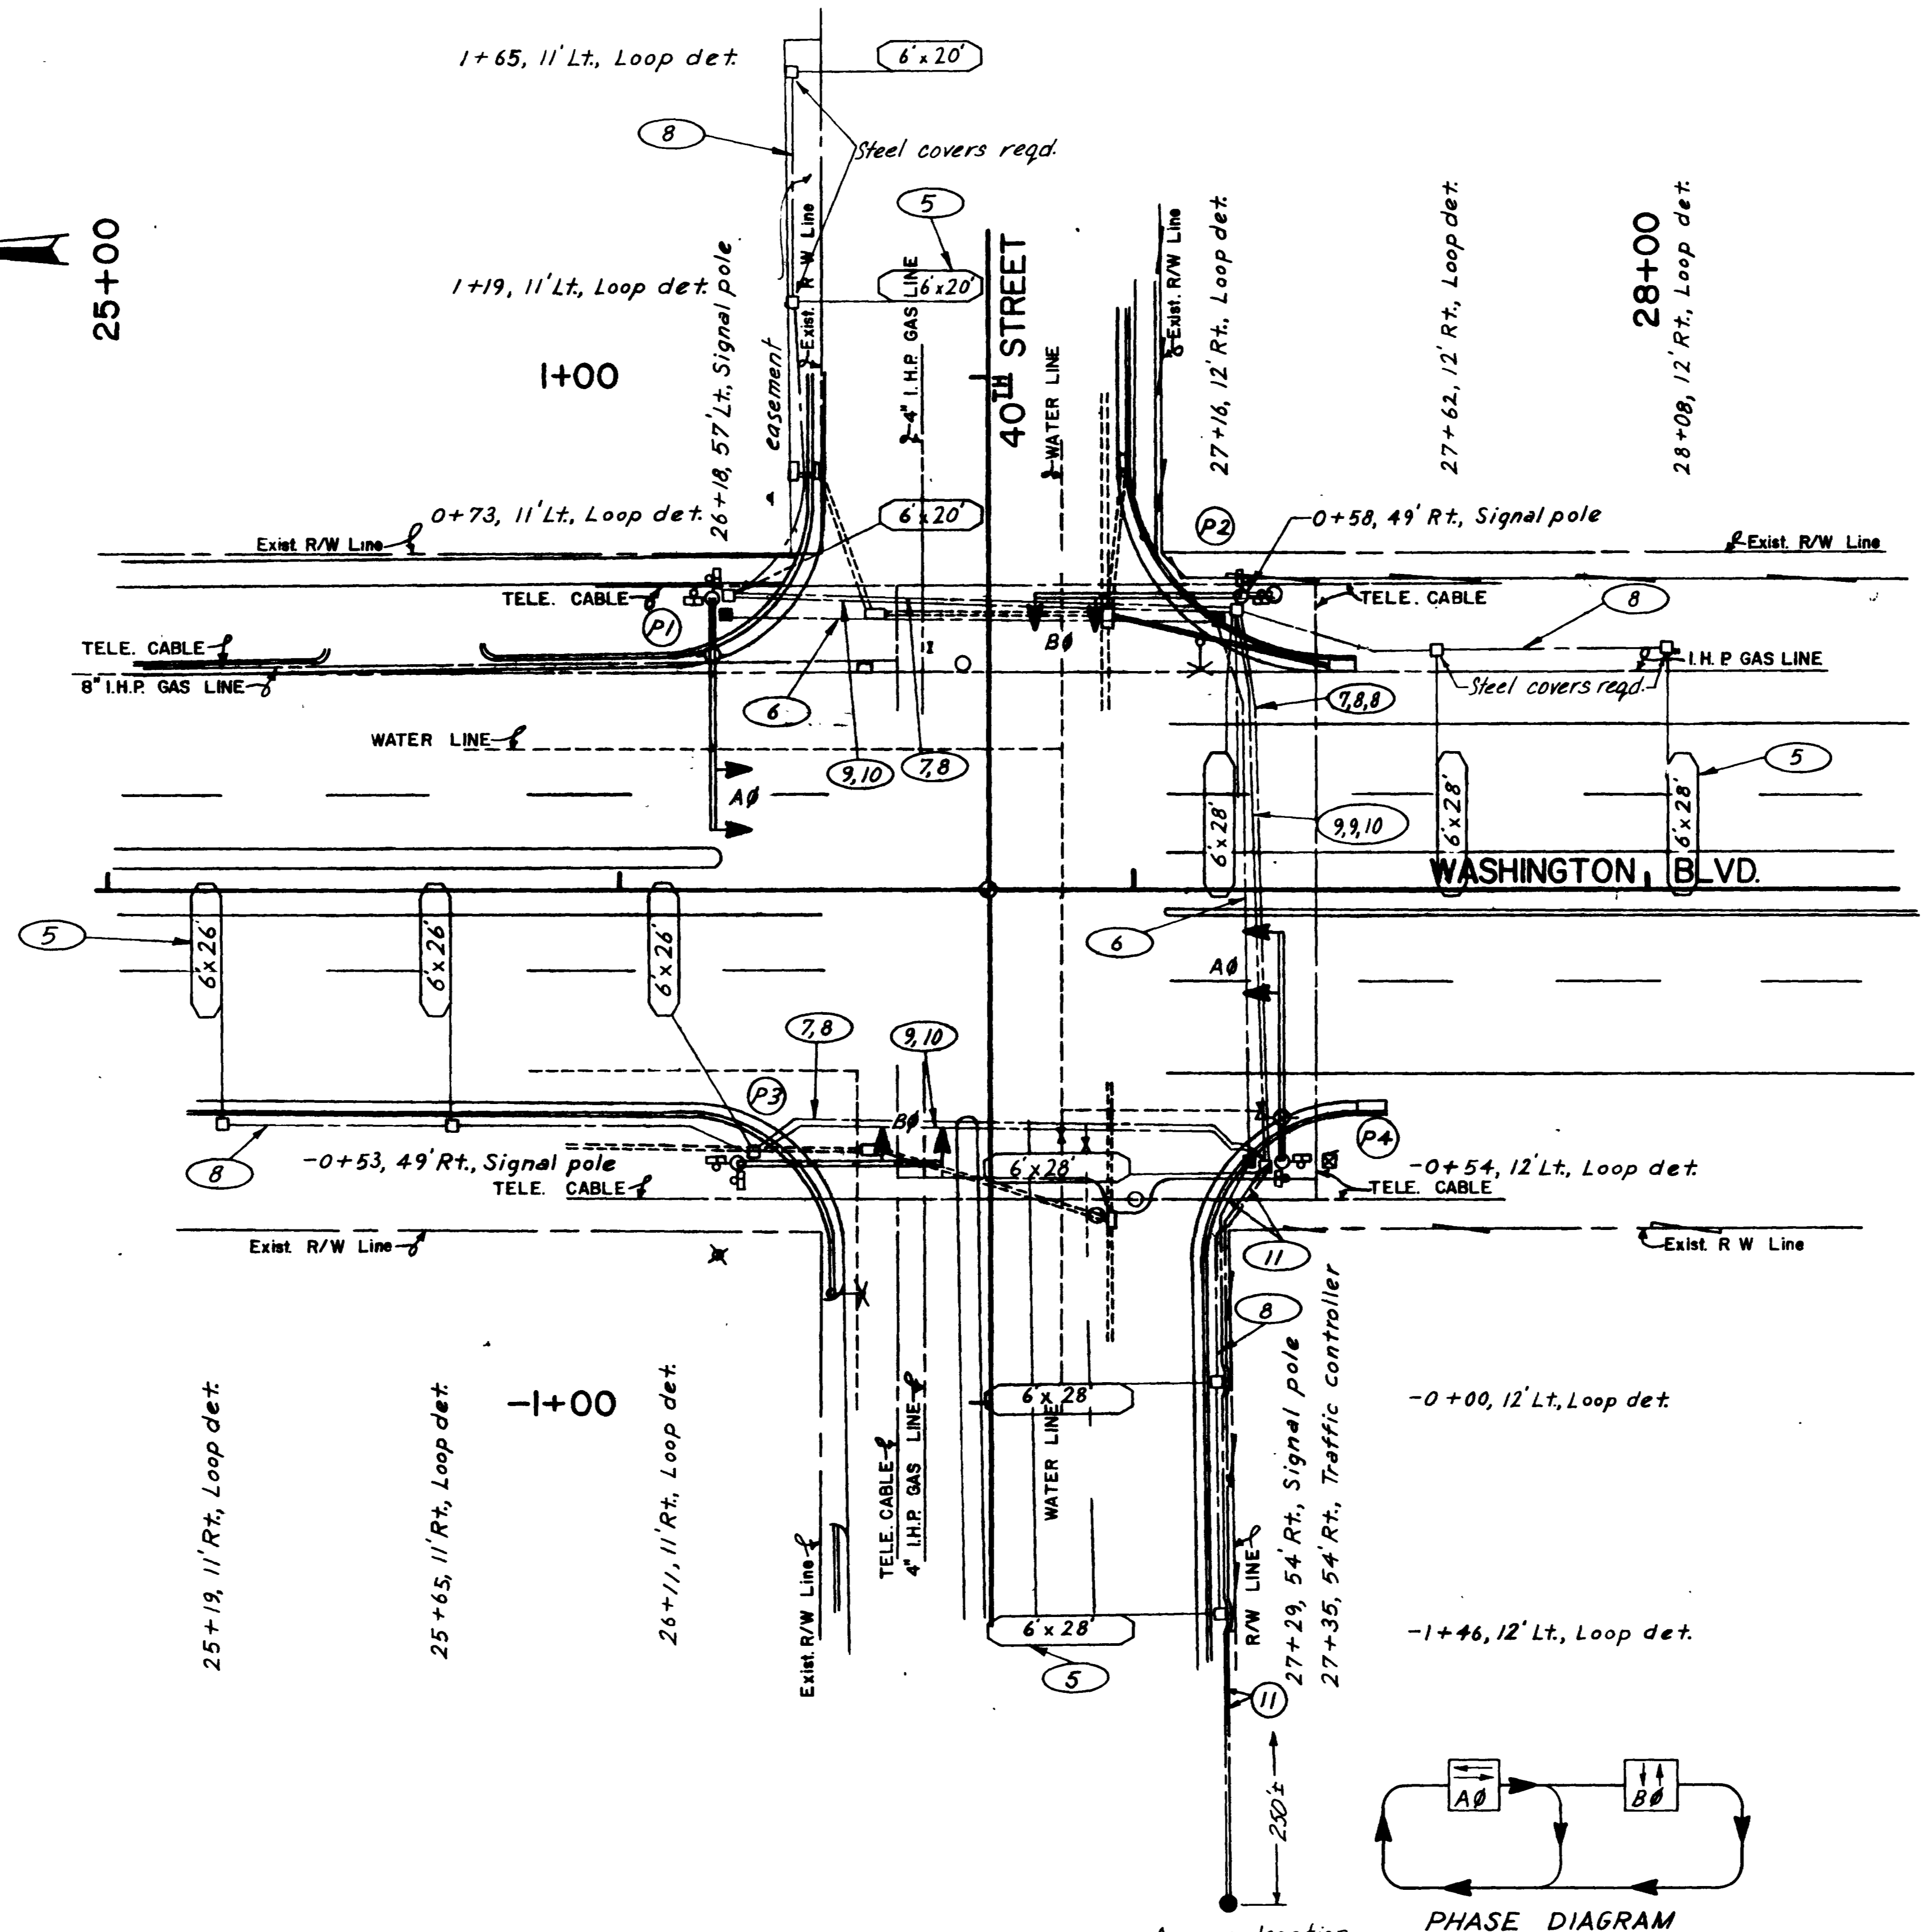 1+65, 11' Lt., Loop det.
6'x 20'
8
Steel covers reqd.
5
25+00
1+19, 11' Lt., Loop det.
6'x20'
26+18, 57' Lt., Signal pole
easement
Exist. R W Line
4" I.H.P. GAS LINE
40TH STREET
WATER LINE
Exist. R/W Line
27+16, 12' Rt., Loop det.
27+62, 12' Rt., Loop det.
28+00
28+08, 12' Rt., Loop det.
1+00
0+73, 11' Lt., Loop det.
6'x20'
P2
0+58, 49' Rt., Signal pole
Exist. R/W Line
Exist. R/W Line
TELE. CABLE
P1
BØ
TELE. CABLE
8
TELE. CABLE
8" I.H.P. GAS LINE
I.H. P GAS LINE
Steel covers reqd.
6
7,8,8
WATER LINE
9,10
7,8
5
AØ
6'x28'
9,9,10
6'x28'
6'x28'
WASHINGTON BLVD.
5
6'x26'
6'x26'
6'x26'
6
AØ
7,8
9,10
P3
BØ
P4
8
-0+53, 49' Rt., Signal pole
TELE. CABLE
6'x28'
-0+54, 12' Lt., Loop det.
TELE. CABLE
Exist. R/W Line
11
Exist. R W Line
8
25+19, 11' Rt., Loop det.
25+65, 11' Rt., Loop det.
26+11, 11' Rt., Loop det.
-1+00
6'x 28'
-0+00, 12' Lt., Loop det.
Exist. R/W Line
TELE. CABLE
4" I.H.P. GAS LINE
WATER LINE
R/W LINE
27+29, 54' Rt., Signal pole
27+35, 54' Rt., Traffic controller
6'x 28'
-1+46, 12' Lt., Loop det.
5
11
250'±
AØ
BØ
location
PHASE DIAGRAM